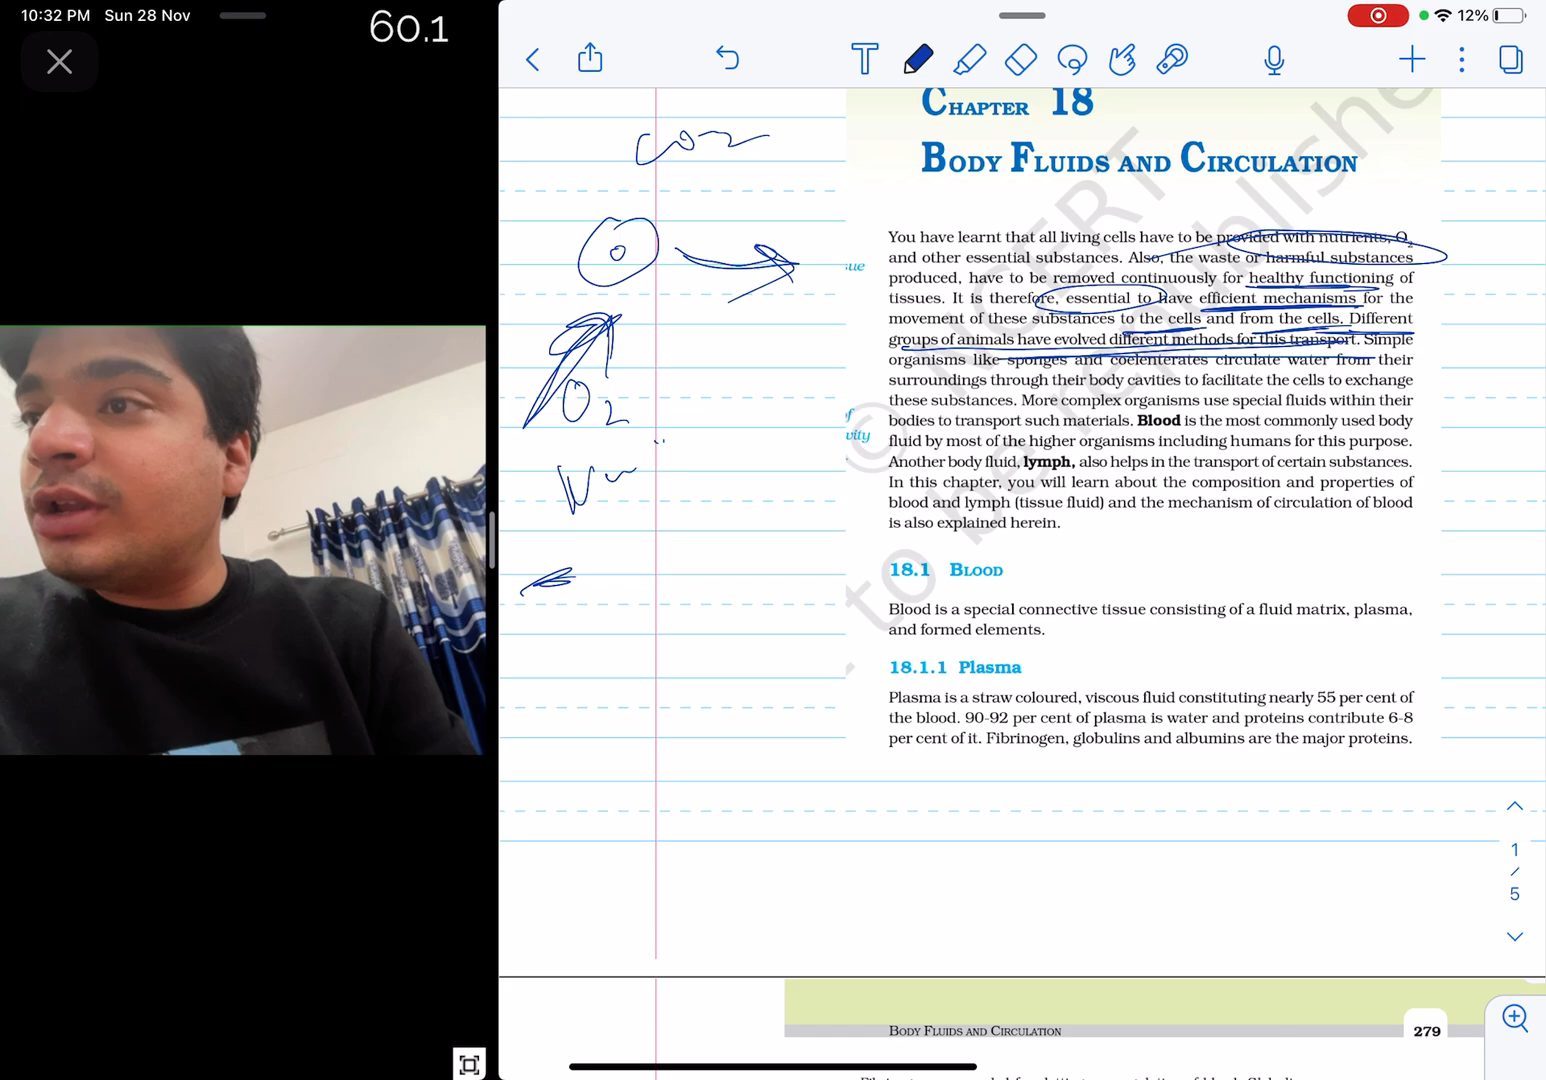 10:32 PM Sun 28 Nov
60.1
12%
CHAPTER 18
BODY FLUIDS AND CIRCULATION
CO2
O2
You have learnt that all living cells have to be provided with nutrients, O2
and other essential substances. Also, the waste or harmful substances
produced, have to be removed continuously for healthy functioning of
tissues. It is therefore, essential to have efficient mechanisms for the
movement of these substances to the cells and from the cells. Different
groups of animals have evolved different methods for this transport. Simple
organisms like sponges and coelenterates circulate water from their
surroundings through their body cavities to facilitate the cells to exchange
these substances. More complex organisms use special fluids within their
bodies to transport such materials. Blood is the most commonly used body
fluid by most of the higher organisms including humans for this purpose.
Another body fluid, lymph, also helps in the transport of certain substances.
In this chapter, you will learn about the composition and properties of
blood and lymph (tissue fluid) and the mechanism of circulation of blood
is also explained herein.
18.1 BLOOD
Blood is a special connective tissue consisting of a fluid matrix, plasma,
and formed elements.
18.1.1 Plasma
Plasma is a straw coloured, viscous fluid constituting nearly 55 per cent of
the blood. 90-92 per cent of plasma is water and proteins contribute 6-8
per cent of it. Fibrinogen, globulins and albumins are the major proteins.
© NCERT
to be republished
1
/
5
BODY FLUIDS AND CIRCULATION
279